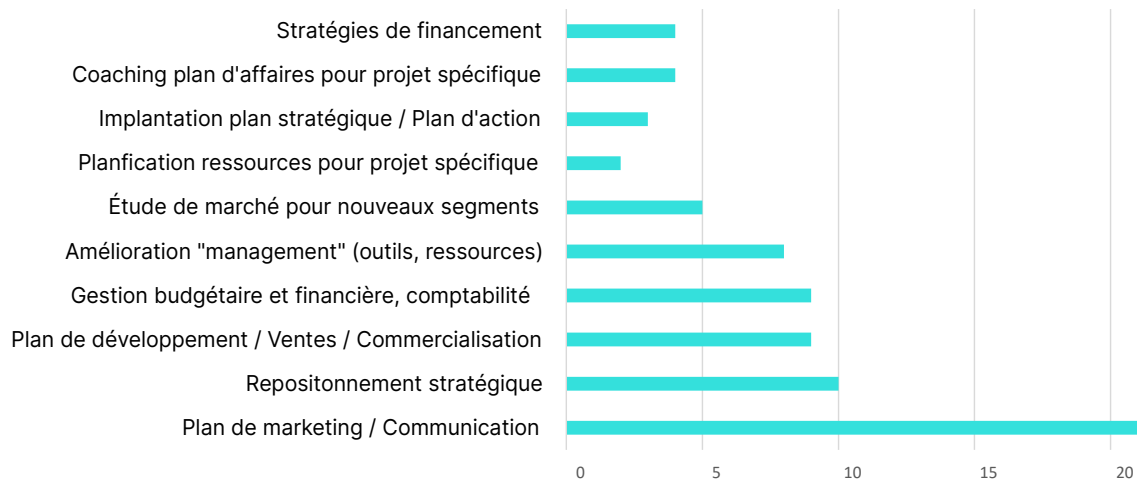 Stratégies de financement
Coaching plan d'affaires pour projet spécifique
Implantation plan stratégique / Plan d'action
Planfication ressources pour projet spécifique
Étude de marché pour nouveaux segments
Amélioration "management" (outils, ressources)
Gestion budgétaire et financière, comptabilité
Plan de développement / Ventes / Commercialisation
Repositonnement stratégique
Plan de marketing / Communication
0 5 10 15 20